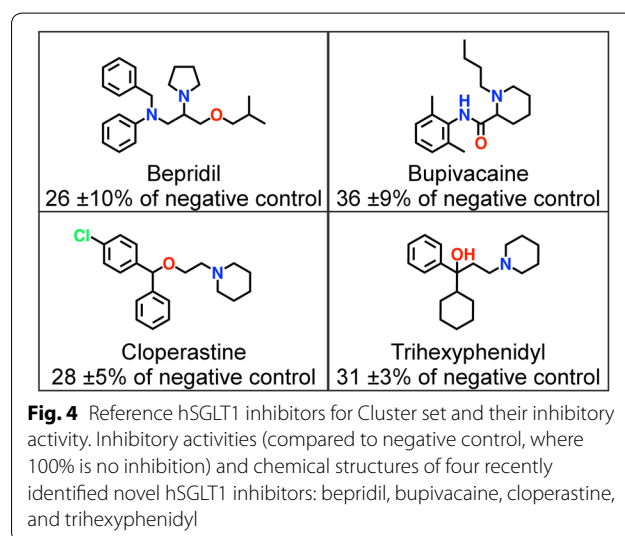 N
N
O
Bepridil
26 ±10% of negative control
H
N
N
O
Bupivacaine
36 ±9% of negative control
Cl
O
N
Cloperastine
28 ±5% of negative control
OH
N
Trihexyphenidyl
31 ±3% of negative control
Fig. 4 Reference hSGLT1 inhibitors for Cluster set and their inhibitory
activity. Inhibitory activities (compared to negative control, where
100% is no inhibition) and chemical structures of four recently
identified novel hSGLT1 inhibitors: bepridil, bupivacaine, cloperastine,
and trihexyphenidyl